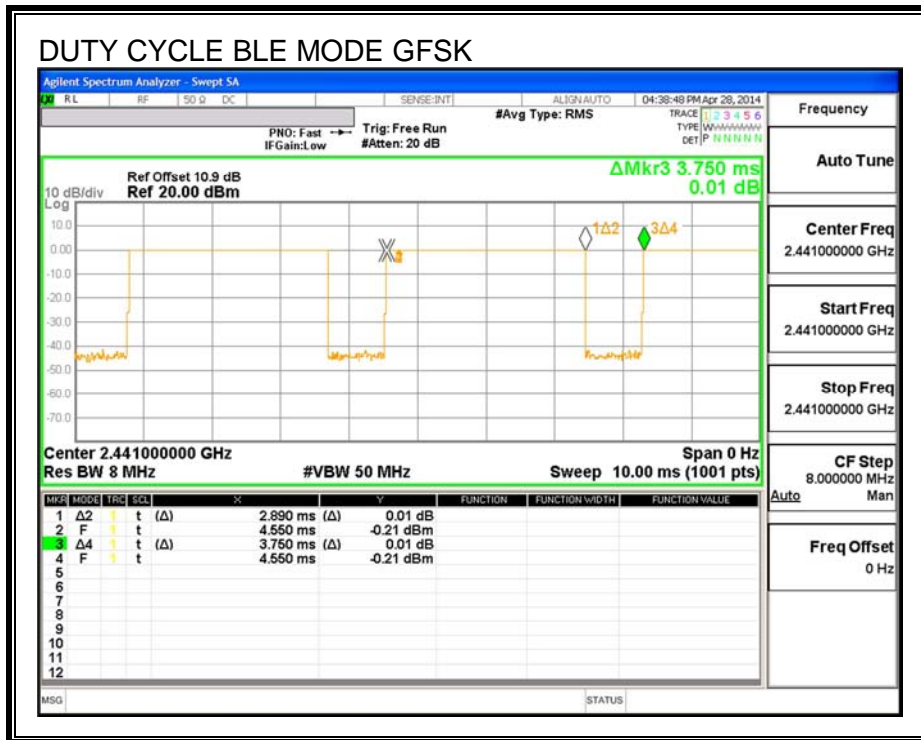 DUTY CYCLE BLE MODE GFSK
Agilent Spectrum Analyzer - Swept SA
LXI RL RF 50 Ω DC SENSE:INT ALIGN AUTO 04:38:48 PM Apr 28, 2014
#Avg Type: RMS TRACE 1 2 3 4 5 6
PNO: Fast Trig: Free Run TYPE WWWWWW
IFGain:Low #Atten: 20 dB DET P N N N N N
ΔMkr3 3.750 ms
0.01 dB
Ref Offset 10.9 dB
10 dB/div Ref 20.00 dBm
Log
10.0
0.00
-10.0
-20.0
-30.0
-40.0
-50.0
-60.0
-70.0
1Δ2 3Δ4
Center 2.441000000 GHz Span 0 Hz
Res BW 8 MHz #VBW 50 MHz Sweep 10.00 ms (1001 pts)
MKR MODE TRC SCL X Y FUNCTION FUNCTION WIDTH FUNCTION VALUE
1 Δ2 1 t (Δ) 2.890 ms (Δ) 0.01 dB
2 F 1 t 4.550 ms -0.21 dBm
3 Δ4 1 t (Δ) 3.750 ms (Δ) 0.01 dB
4 F 1 t 4.550 ms -0.21 dBm
5
6
7
8
9
10
11
12
MSG STATUS
Frequency
Auto Tune
Center Freq
2.441000000 GHz
Start Freq
2.441000000 GHz
Stop Freq
2.441000000 GHz
CF Step
8.000000 MHz
Auto Man
Freq Offset
0 Hz